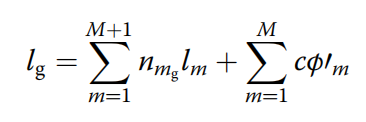 l_g = \sum_{m=1}^{M+1} n_{m_g} l_m + \sum_{m=1}^{M} c\phi\prime_m